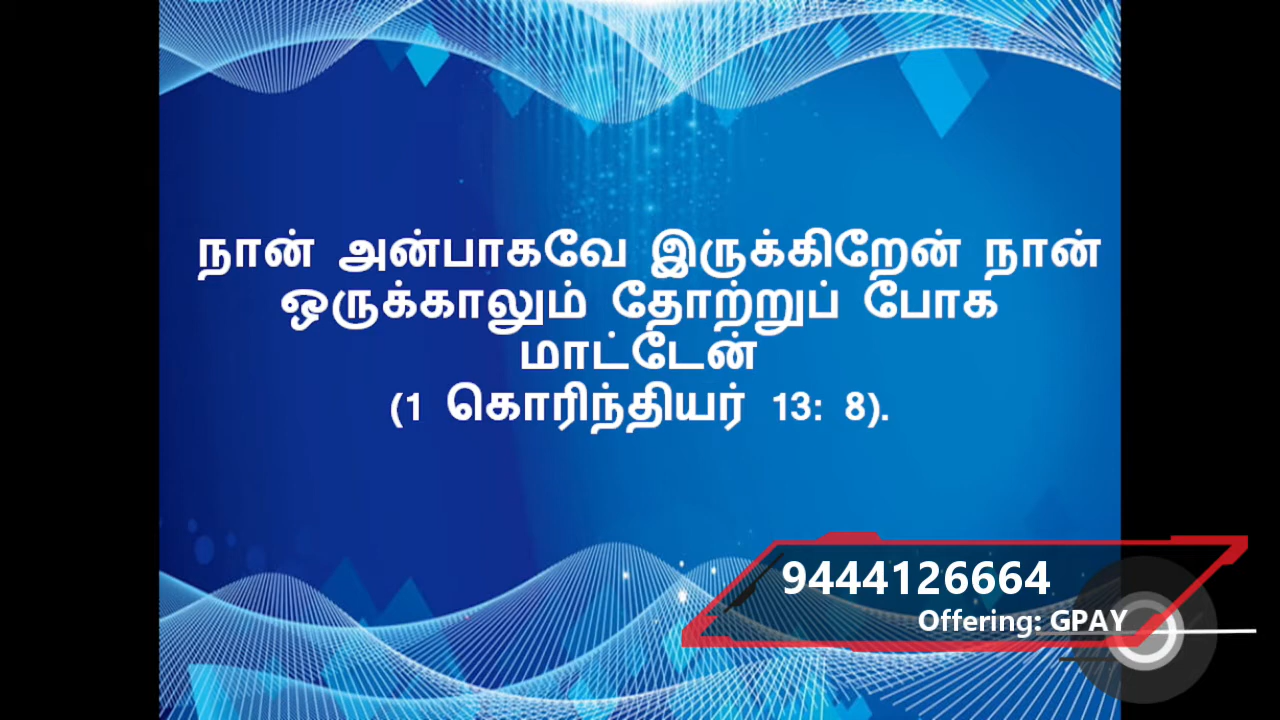 நான் அன்பாகவே இருக்கிறேன் நான்
ஒருக்காலும் தோற்றுப் போக
மாட்டேன்
(1 கொரிந்தியர் 13: 8).
9444126664
Offering: GPAY